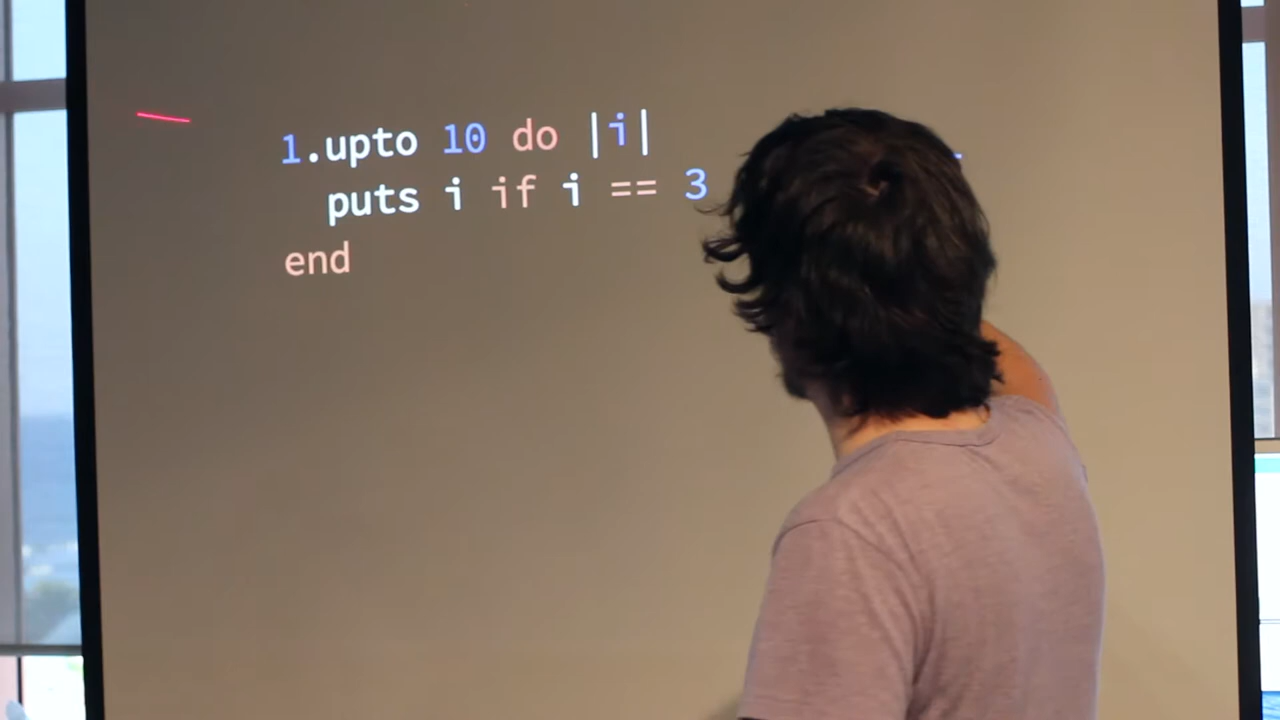 1.upto 10 do |i|
puts i if i == 3
end